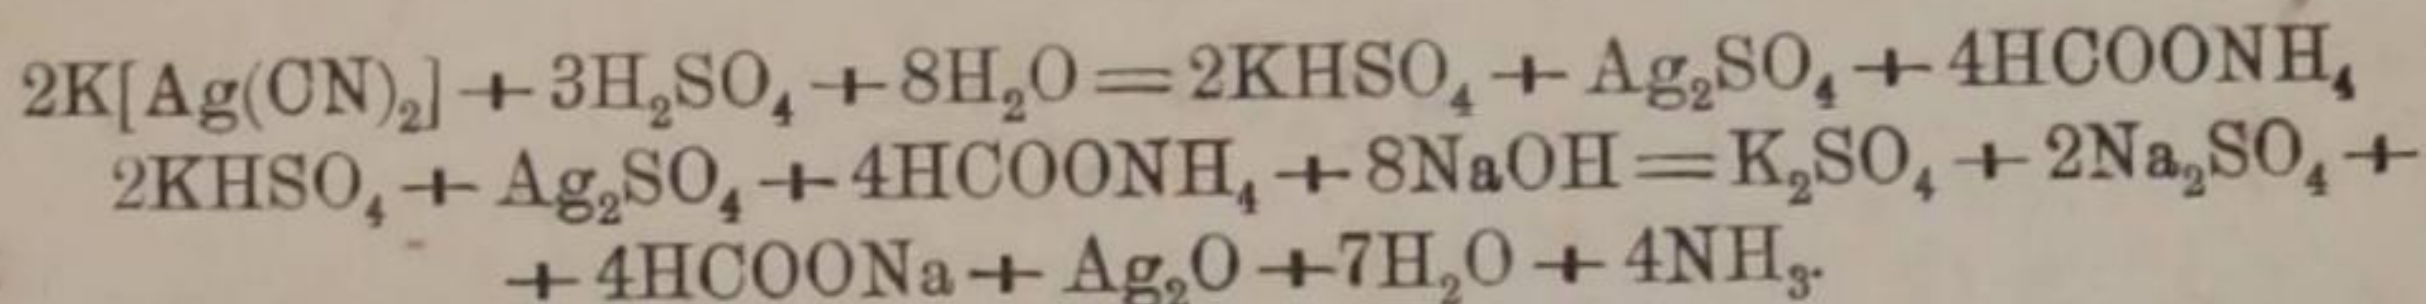 2K[Ag(CN)₂] + 3H₂SO₄ + 8H₂O = 2KHSO₄ + Ag₂SO₄ + 4HCOONH₄
2KHSO₄ + Ag₂SO₄ + 4HCOONH₄ + 8NaOH = K₂SO₄ + 2Na₂SO₄ +
+ 4HCOONa + Ag₂O + 7H₂O + 4NH₃.